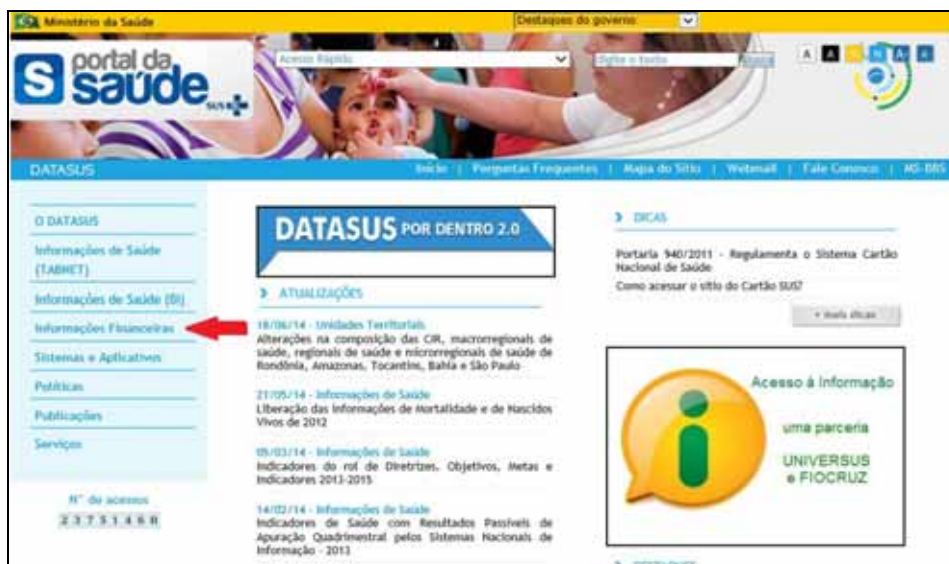 Ministério da Saúde
Destaques do governo
portal da
saúde
SUS
Acesso Rápido
Digite o texto
Busca
A A A A A A
DATASUS
Início | Perguntas Frequentes | Mapa do Sítio | Webmail | Fale Conosco | MS-BBS
O DATASUS
Informações de Saúde
(TABNET)
Informações de Saúde (BI)
Informações Financeiras
Sistemas e Aplicativos
Políticas
Publicações
Serviços
Nº de acessos
DATASUS POR DENTRO 2.0
ATUALIZAÇÕES
18/06/14 - Unidades Territoriais
Alterações na composição das CIR, macrorregionais de
saúde, regionais de saúde e microrregionais de saúde de
Rondônia, Amazonas, Tocantins, Bahia e São Paulo
21/05/14 - Informações de Saúde
Liberação das informações de Mortalidade e de Nascidos
Vivos de 2012
05/03/14 - Informações de Saúde
Indicadores do rol de Diretrizes, Objetivos, Metas e
Indicadores 2013-2015
14/02/14 - Informações de Saúde
Indicadores de Saúde com Resultados Passíveis de
Apuração Quadrimestral pelos Sistemas Nacionais de
Informação - 2013
DICAS
Portaria 940/2011 - Regulamenta o Sistema Cartão
Nacional de Saúde
Como acessar o sítio do Cartão SUS?
+ mais dicas
Acesso à Informação
uma parceria
UNIVERSUS
e FIOCRUZ